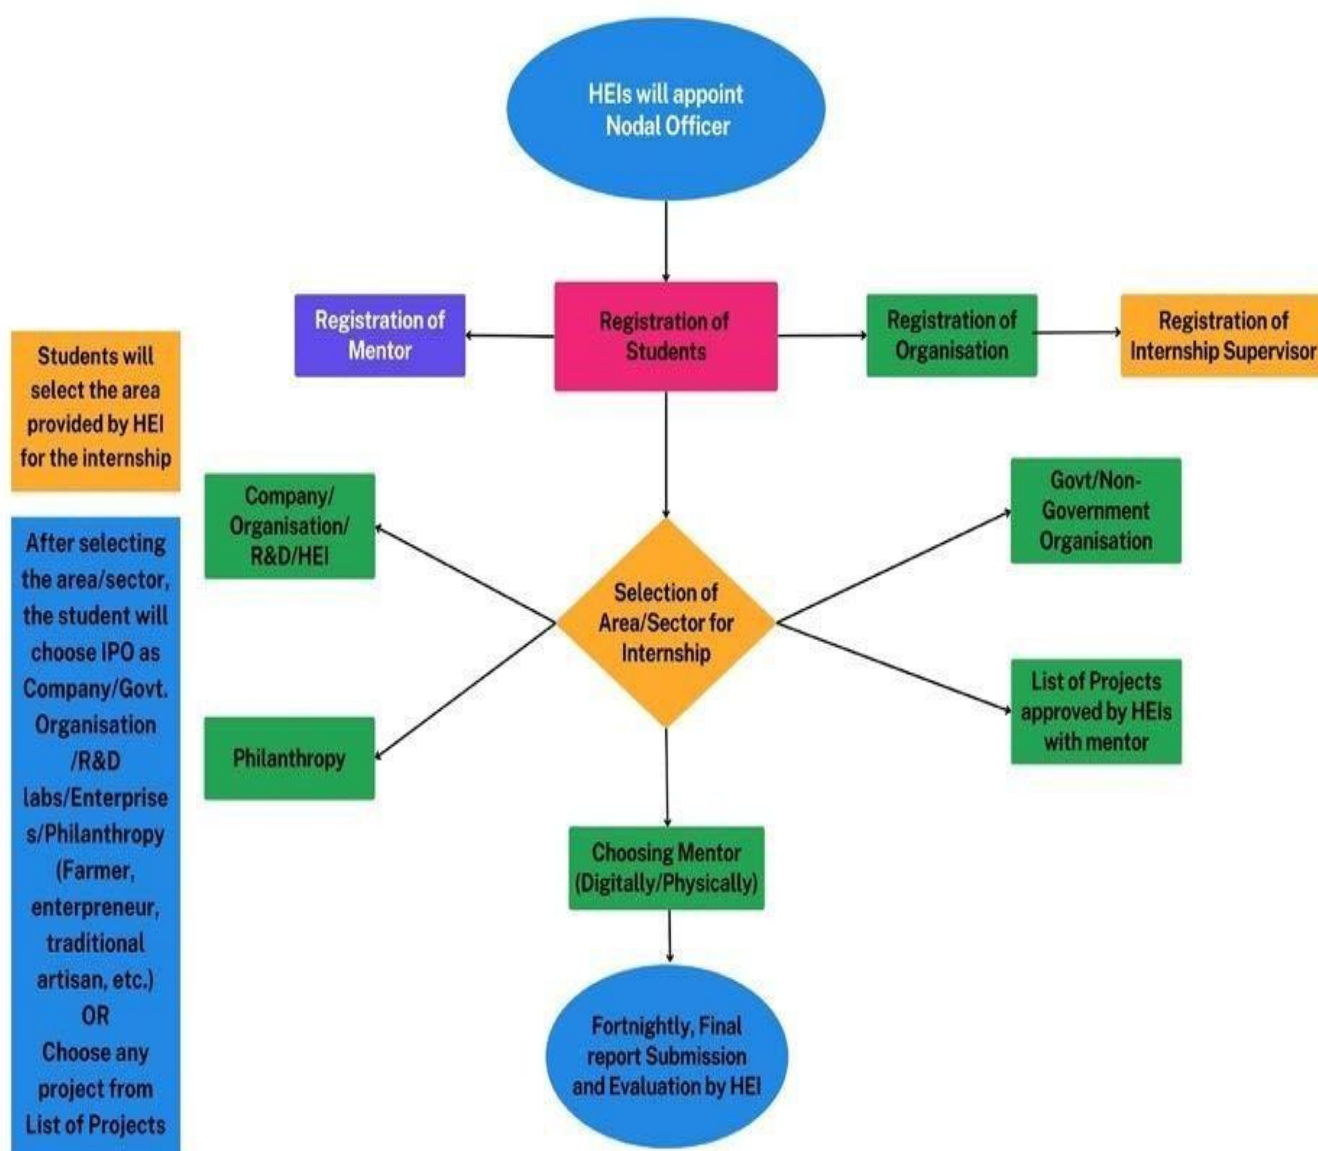 HEIs will appoint
Nodal Officer
Registration of
Mentor
Registration of
Students
Registration of
Organisation
Registration of
Internship Supervisor
Students will
select the area
provided by HEI
for the internship
Company/
Organisation/
R&D/HEI
Govt/Non-
Government
Organisation
After selecting
the area/sector,
the student will
choose IPO as
Company/Govt.
Organisation
/R&D
labs/Enterprise
s/Philanthropy
(Farmer,
enterpreneur,
traditional
artisan, etc.)
OR
Choose any
project from
List of Projects
Selection of
Area/Sector for
Internship
Philanthropy
List of Projects
approved by HEIs
with mentor
Choosing Mentor
(Digitally/Physically)
Fortnightly, Final
report Submission
and Evaluation by HEI